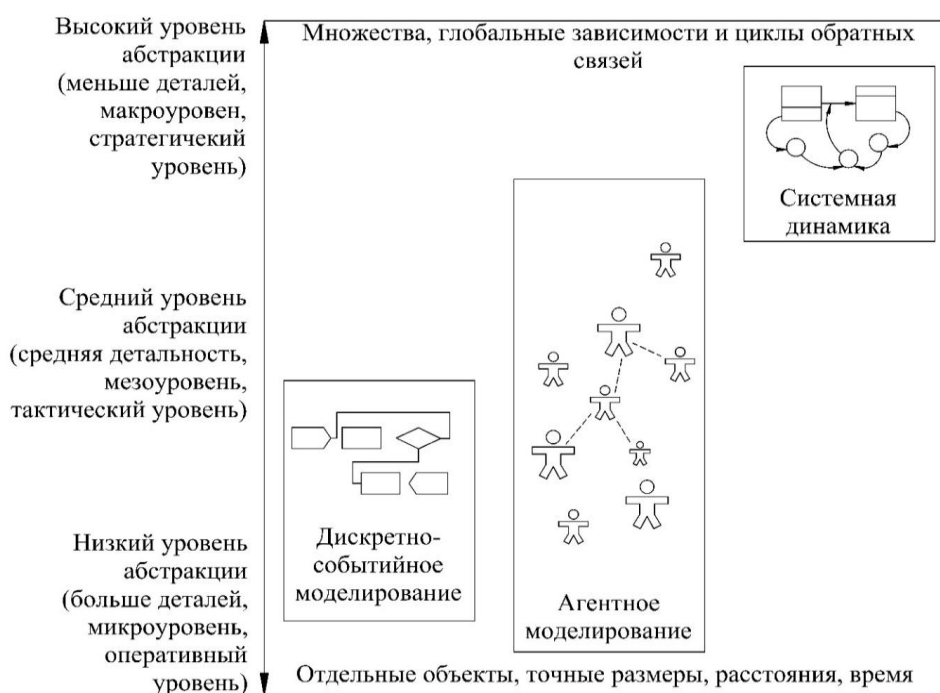 Высокий уровень
абстракции
(меньше деталей,
макроуровен,
стратегичекий
уровень)
Множества, глобальные зависимости и циклы обратных
связей
Системная
динамика
Средний уровень
абстракции
(средняя детальность,
мезоуровень,
тактический уровень)
Дискретно-
событийное
моделирование
Агентное
моделирование
Низкий уровень
абстракции
(больше деталей,
микроуровень,
оперативный
уровень)
Отдельные объекты, точные размеры, расстояния, время